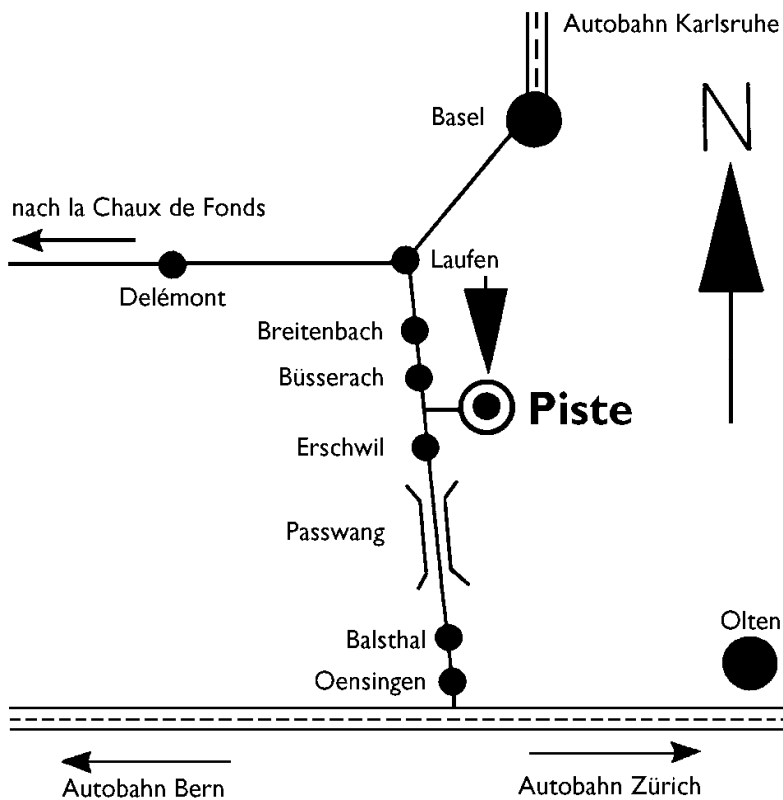 Autobahn Karlsruhe
Basel
N
nach la Chaux de Fonds
Laufen
Delémont
Breitenbach
Büsserach
Piste
Erschwil
Passwang
Olten
Balsthal
Oensingen
Autobahn Bern
Autobahn Zürich